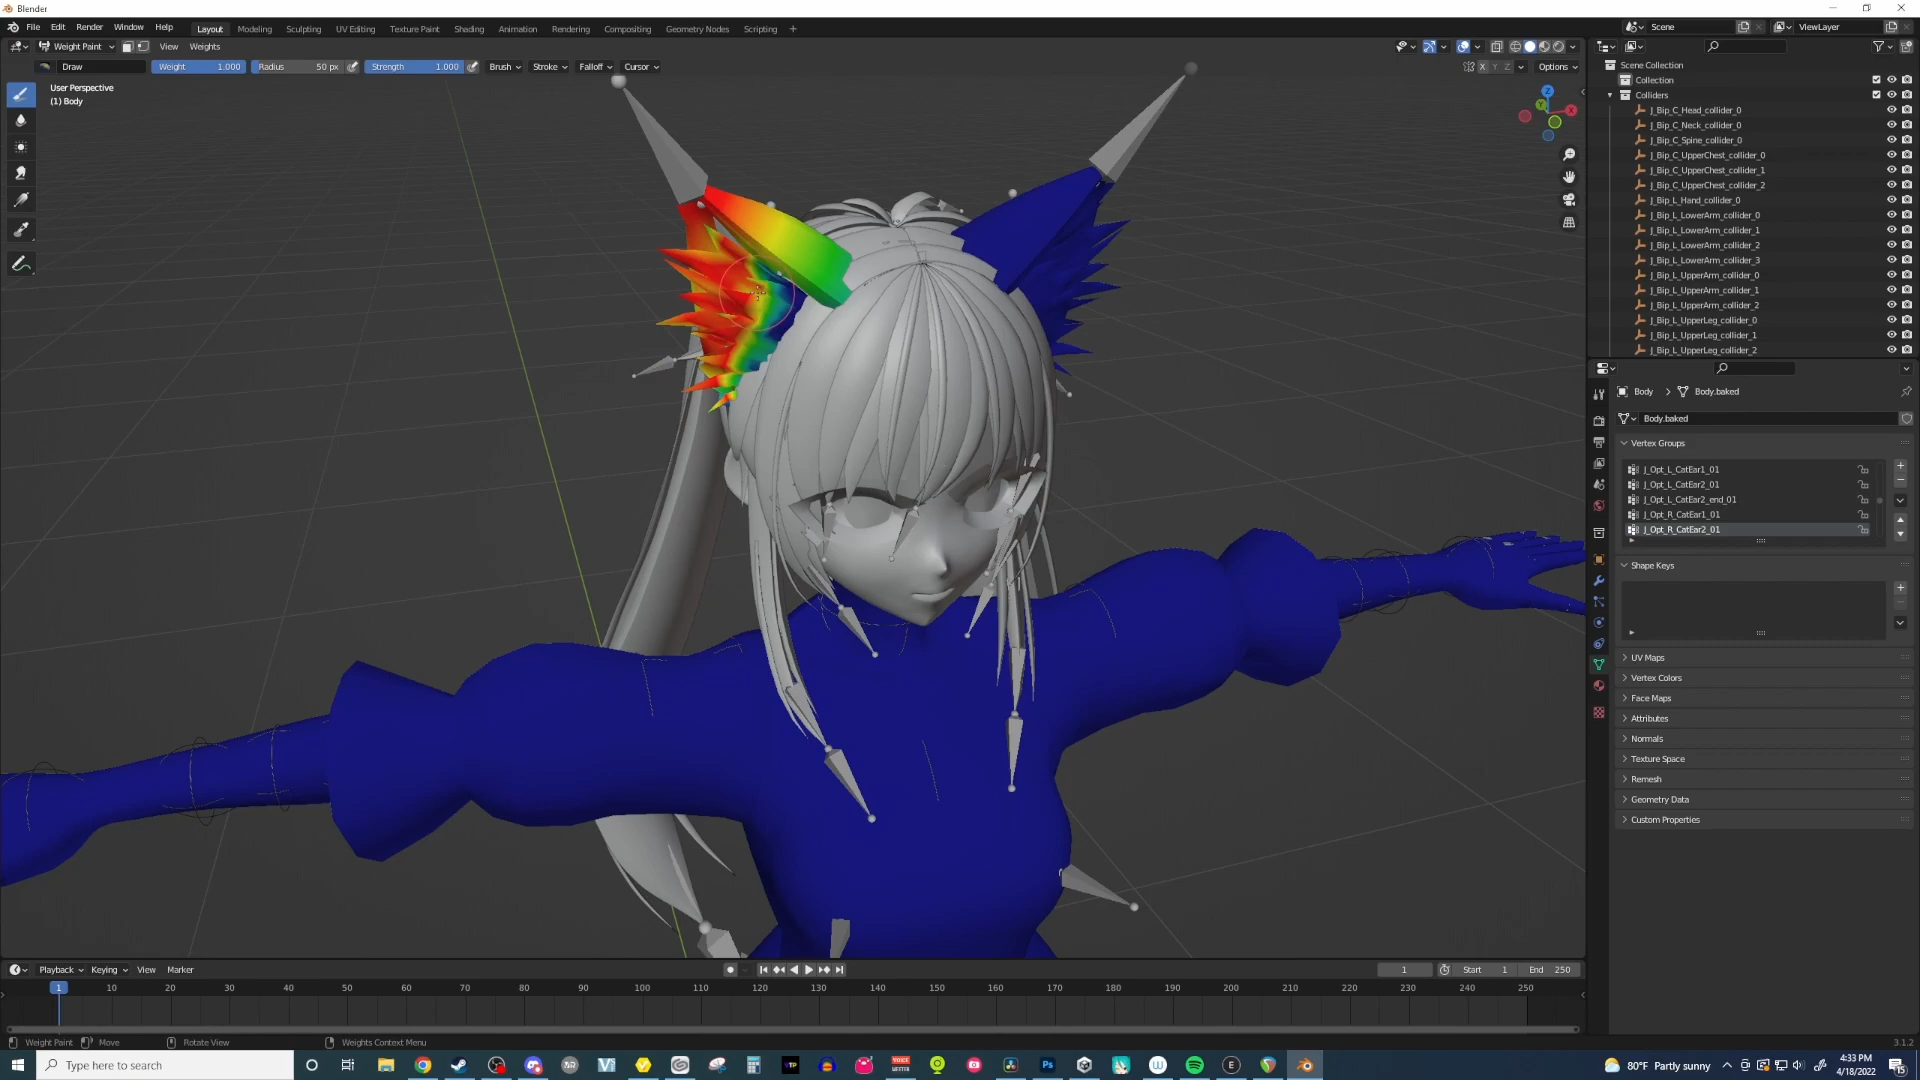 Blender
File Edit Render Window Help
Layout Modeling Sculpting UV Editing Texture Paint Shading Animation Rendering Compositing Geometry Nodes Scripting +
Scene
ViewLayer
Weight Paint
View Weights
Draw
Weight 1.000
Radius 50 px
Strength 1.000
Brush Stroke Falloff Cursor
X Y Z
Options
User Perspective
(1) Body
Z
X
Y
Scene Collection
Collection
Colliders
J_Bip_C_Head_collider_0
J_Bip_C_Neck_collider_0
J_Bip_C_Spine_collider_0
J_Bip_C_UpperChest_collider_0
J_Bip_C_UpperChest_collider_1
J_Bip_C_UpperChest_collider_2
J_Bip_L_Hand_collider_0
J_Bip_L_LowerArm_collider_0
J_Bip_L_LowerArm_collider_1
J_Bip_L_LowerArm_collider_2
J_Bip_L_LowerArm_collider_3
J_Bip_L_UpperArm_collider_0
J_Bip_L_UpperArm_collider_1
J_Bip_L_UpperArm_collider_2
J_Bip_L_UpperLeg_collider_0
J_Bip_L_UpperLeg_collider_1
J_Bip_L_UpperLeg_collider_2
Body > Body.baked
Body.baked
Vertex Groups
J_Opt_L_CatEar1_01
J_Opt_L_CatEar2_01
J_Opt_L_CatEar2_end_01
J_Opt_R_CatEar1_01
J_Opt_R_CatEar2_01
Shape Keys
UV Maps
Vertex Colors
Face Maps
Attributes
Normals
Texture Space
Remesh
Geometry Data
Custom Properties
Playback Keying View Marker
1
Start 1
End 250
1 10 20 30 40 50 60 70 80 90 100 110 120 130 140 150 160 170 180 190 200 210 220 230 240 250
Weight Paint Move Rotate View Weights Context Menu
3.1.2
Type here to search
80°F Partly sunny
4:33 PM
4/18/2022
15